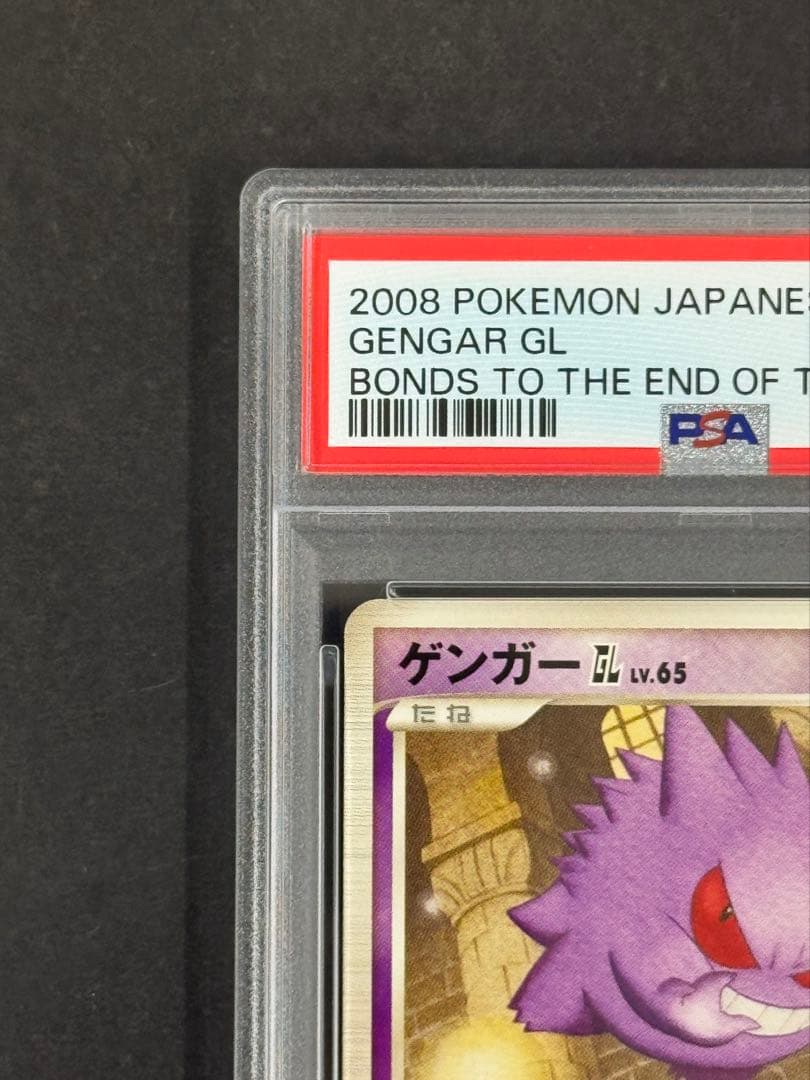 2008 POKEMON JAPANES
GENGAR GL
BONDS TO THE END OF T
PSA
ゲンガー GL LV.65
たね